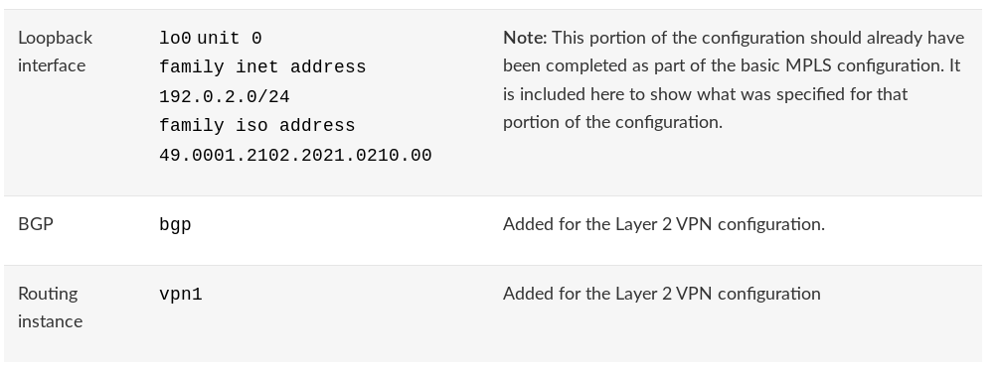 Loopback
interface
lo0 unit 0
family inet address
192.0.2.0/24
family iso address
49.0001.2102.2021.0210.00
Note: This portion of the configuration should already have
been completed as part of the basic MPLS configuration. It
is included here to show what was specified for that
portion of the configuration.
BGP
bgp
Added for the Layer 2 VPN configuration.
Routing
instance
vpn1
Added for the Layer 2 VPN configuration